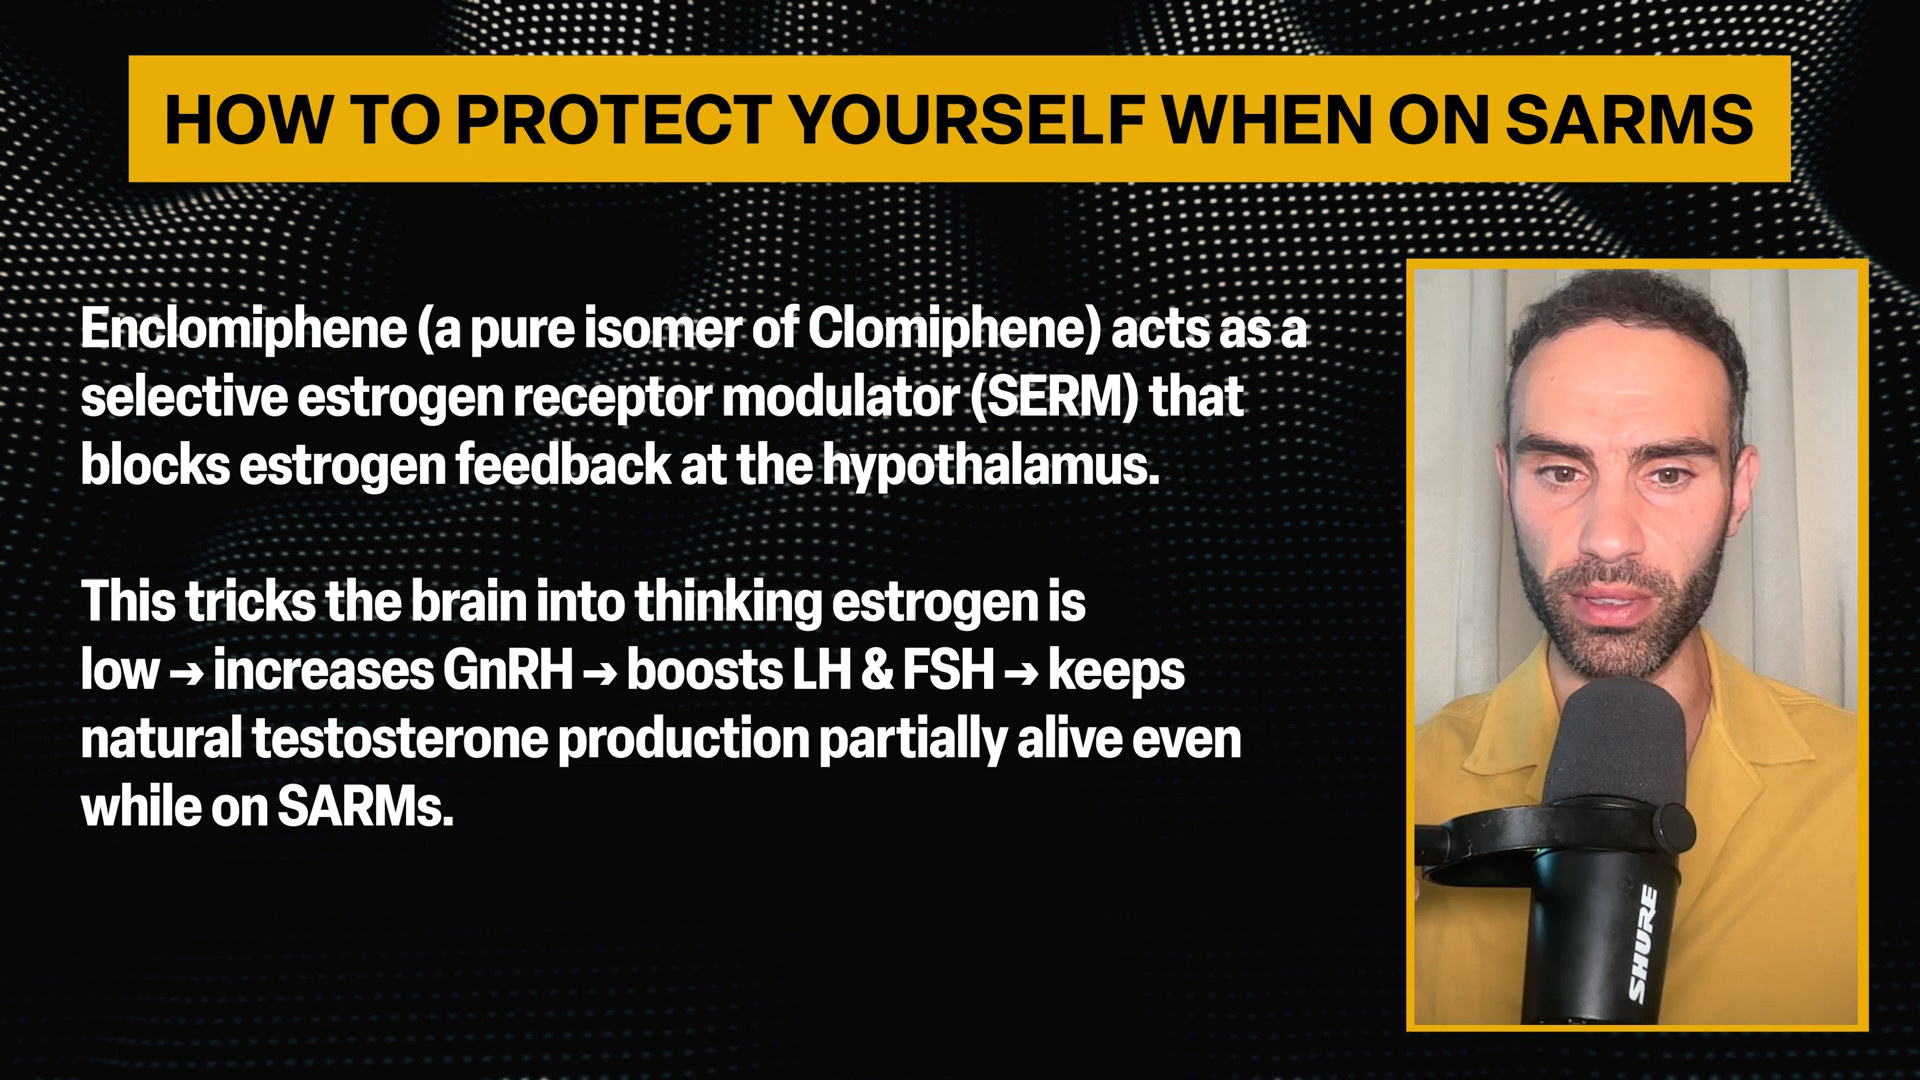 HOW TO PROTECT YOURSELF WHEN ON SARMS
Enclomiphene (a pure isomer of Clomiphene) acts as a
selective estrogen receptor modulator (SERM) that
blocks estrogen feedback at the hypothalamus.
This tricks the brain into thinking estrogen is
low → increases GnRH → boosts LH & FSH → keeps
natural testosterone production partially alive even
while on SARMs.
SHURE